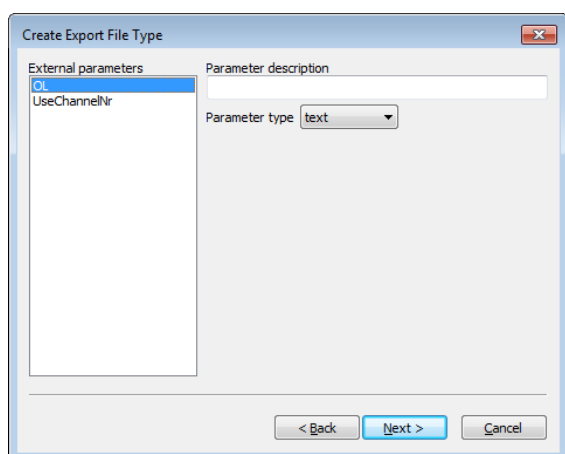 Create Export File Type
External parameters
OL
UseChannelNr
Parameter description
Parameter type text
< Back
Next >
Cancel